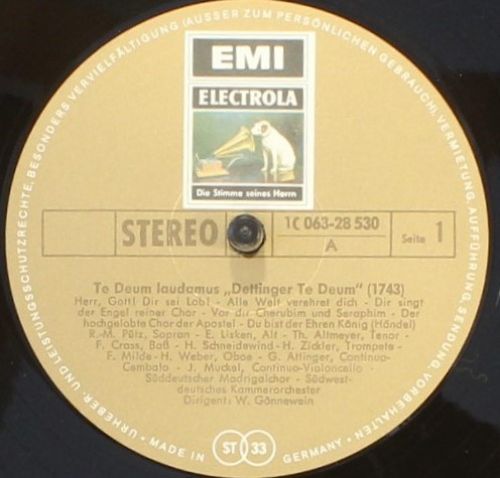 URHEBER- UND LEISTUNGSSCHUTZRECHTE, BESONDERS VERVIELFÄLTIGUNG (AUSSER ZUM PERSÖNLICHEN GEBRAUCH), VERMIETUNG, AUFFÜHRUNG, SENDUNG, VORBEHALTEN
EMI
ELECTROLA
Die Stimme seines Herrn
STEREO
1C 063-28 530
A
Seite 1
Te Deum laudamus „Dettinger Te Deum“ (1743)
Herr, Gott! Dir sei Lob! - Alle Welt verehret dich - Dir singt
der Engel reiner Chor - Vor dir Cherubim und Seraphim - Der
hochgelobte Chor der Apostel - Du bist der Ehren König (Händel)
R.-M. Pütz, Sopran - E. Lisken, Alt - Th. Altmeyer, Tenor -
F. Crass, Baß - H. Schneidewind - H. Zickler, Trompete -
F. Milde - H. Weber, Oboe - G. Attinger, Continuo-
Cembalo - J. Muckel, Continuo-Violoncello -
Süddeutscher Madrigalchor - Südwest-
deutsches Kammerorchester
Dirigent: W. Gönnewein
MADE IN GERMANY
ST 33